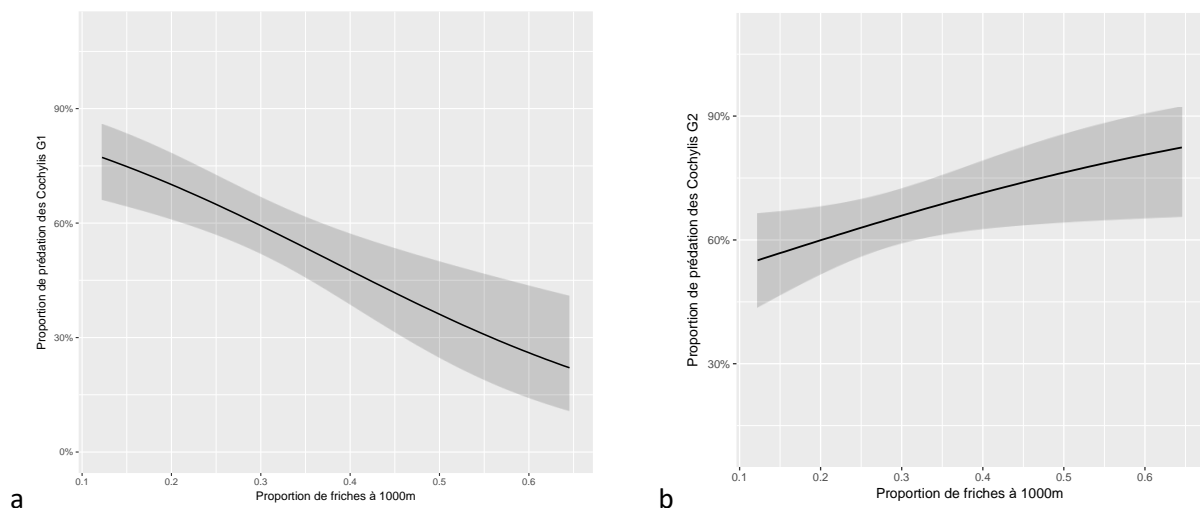 Proportion de prédation des Cochylis G1
90%
60%
30%
0%
0.1 0.2 0.3 0.4 0.5 0.6
Proportion de friches à 1000m
a
Proportion de prédation des Cochylis G2
90%
60%
30%
0.1 0.2 0.3 0.4 0.5 0.6
Proportion de friches à 1000m
b